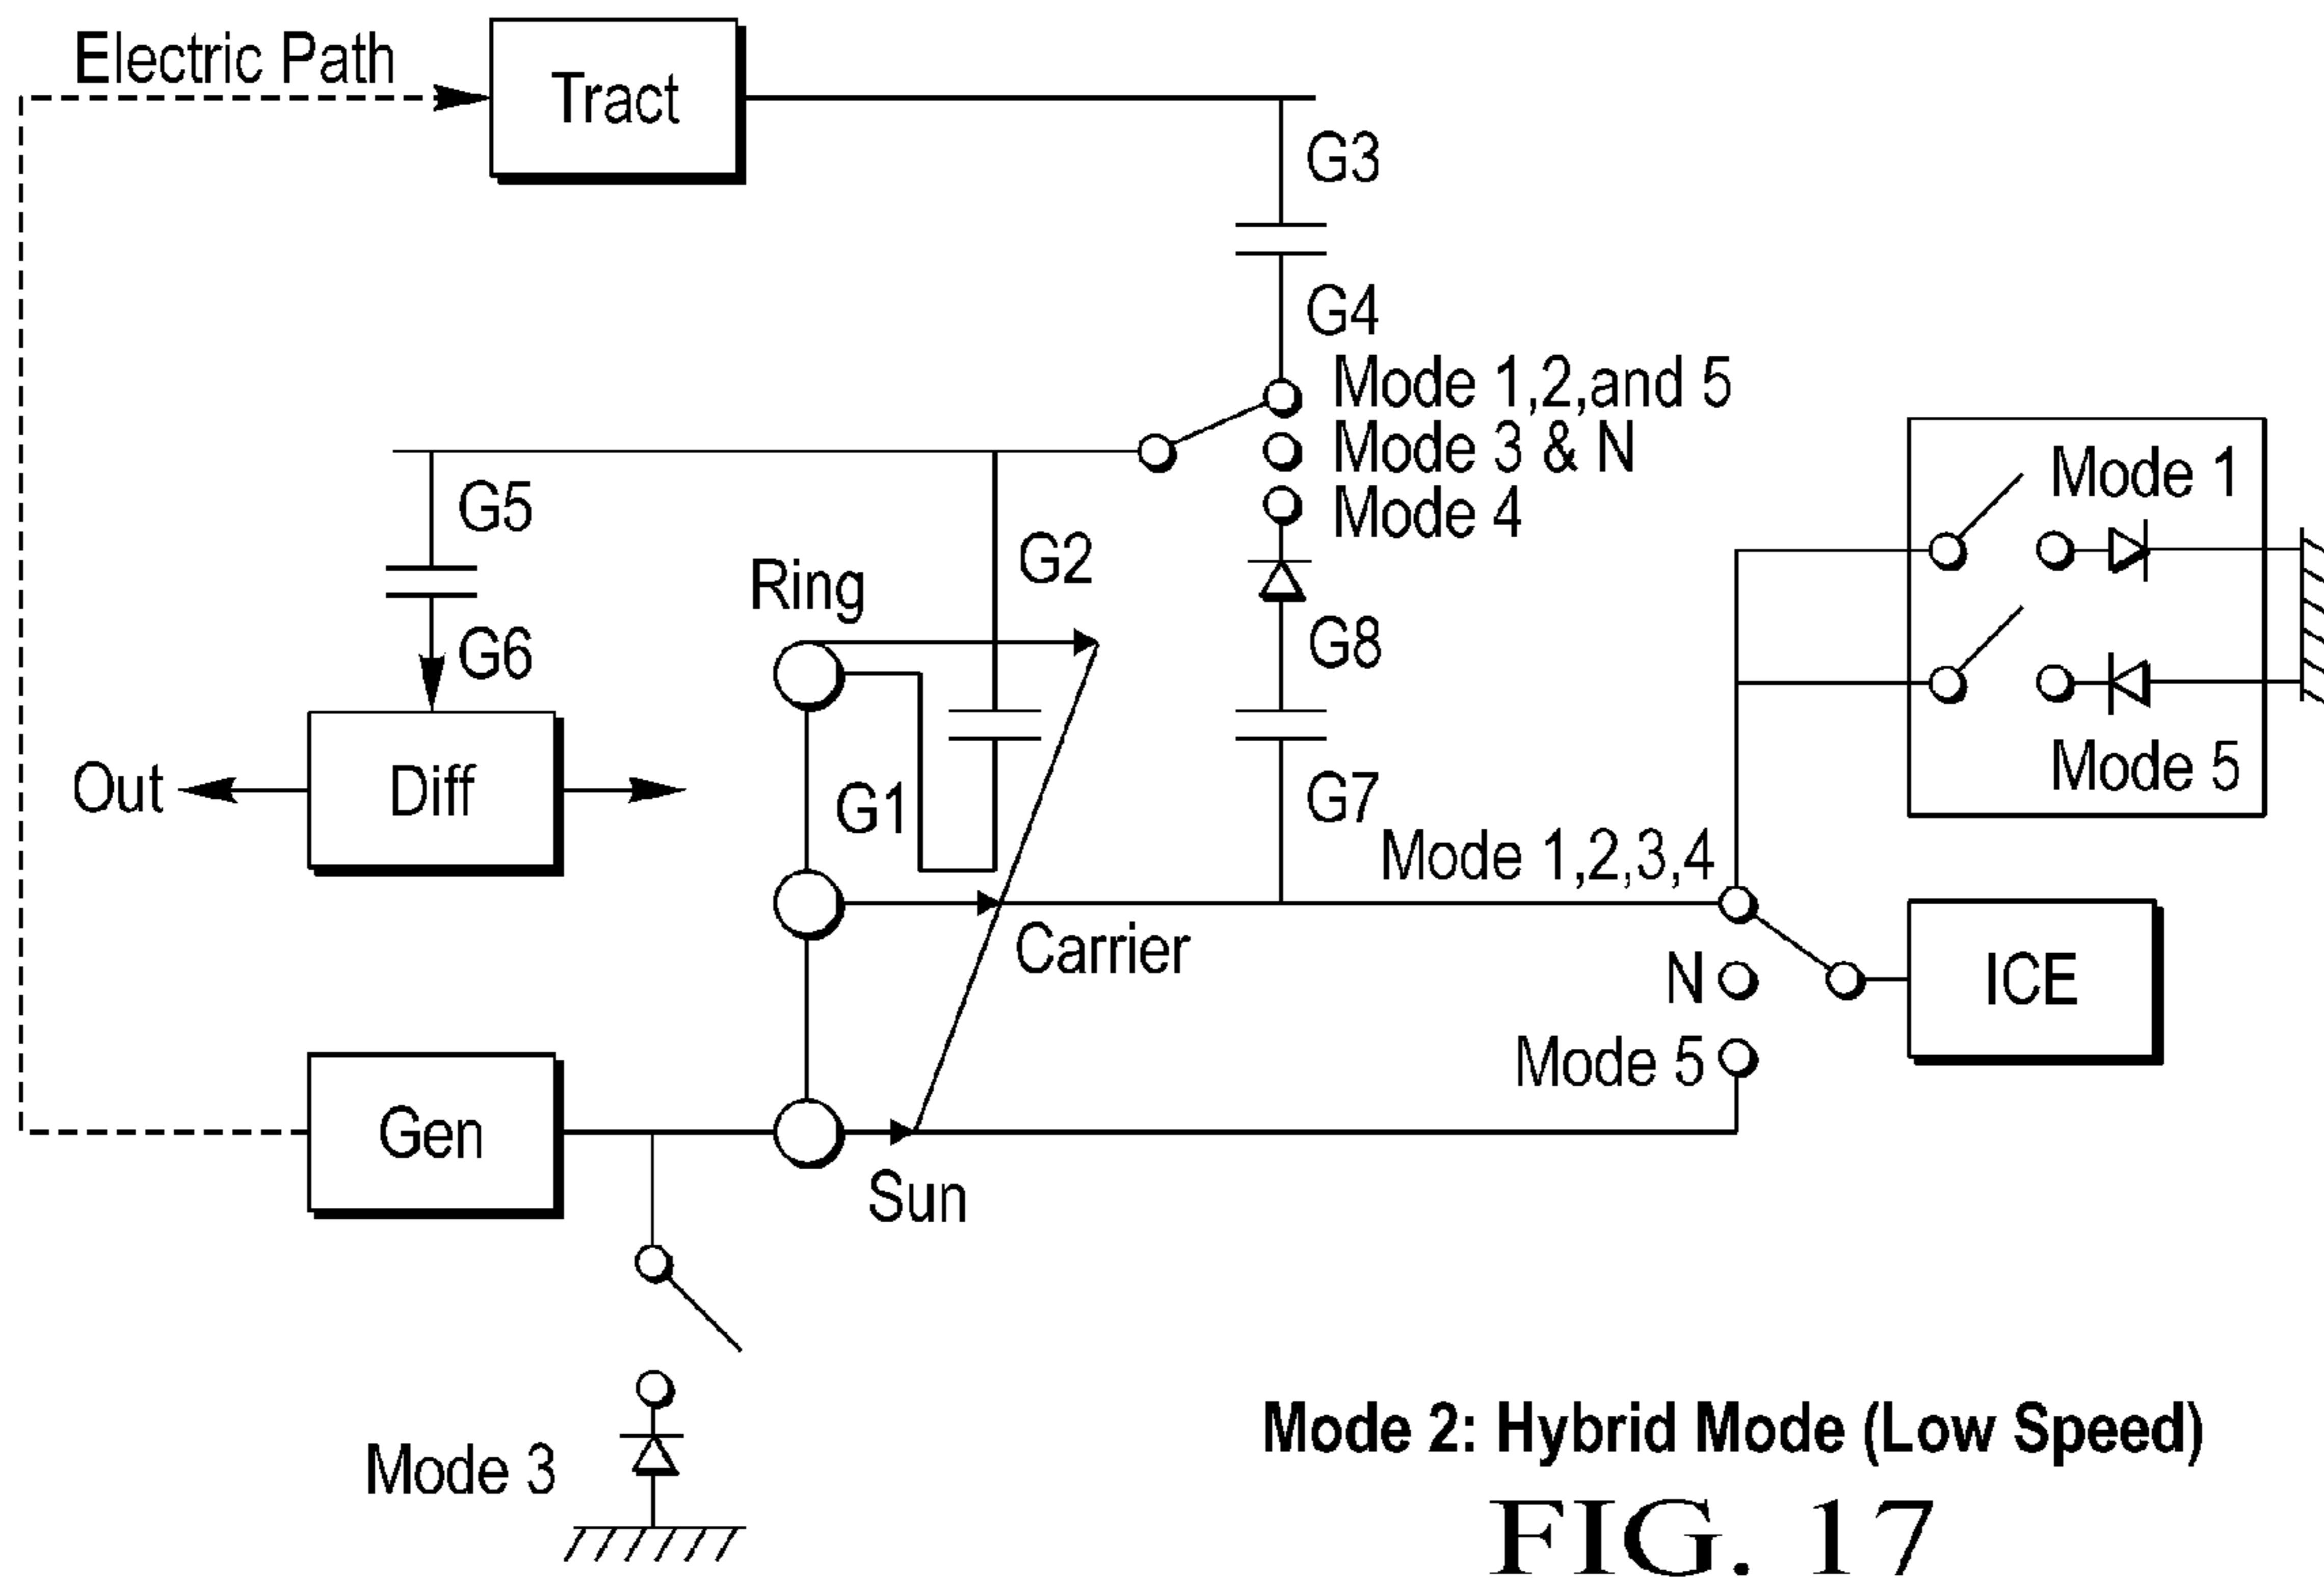 Electric Path
Tract
G3
G4
Mode 1,2,and 5
Mode 3 & N
Mode 4
G5
G6
Ring
G2
G8
Mode 1
Mode 5
Out
Diff
G1
G7
Mode 1,2,3,4
Carrier
N
ICE
Mode 5
Gen
Sun
Mode 3
Mode 2: Hybrid Mode (Low Speed)
FIG. 17